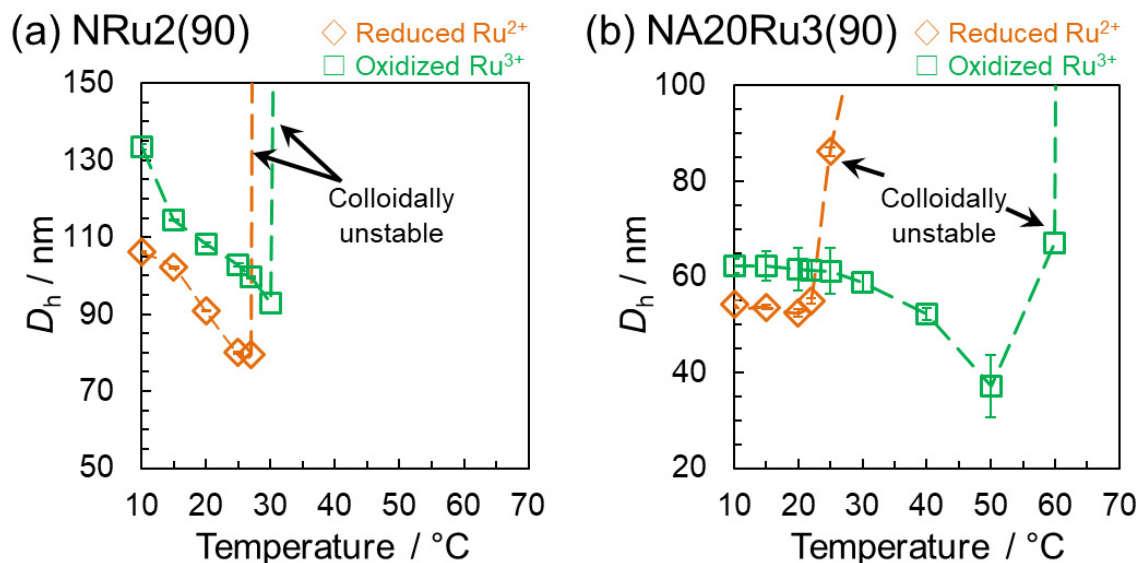 (a) NRu2(90)
◇ Reduced Ru²⁺
□ Oxidized Ru³⁺
150
130
110
90
70
50
D_h / nm
Colloidally
unstable
10 20 30 40 50 60 70
Temperature / °C
(b) NA20Ru3(90)
◇ Reduced Ru²⁺
□ Oxidized Ru³⁺
100
80
60
40
20
D_h / nm
Colloidally
unstable
10 20 30 40 50 60 70
Temperature / °C